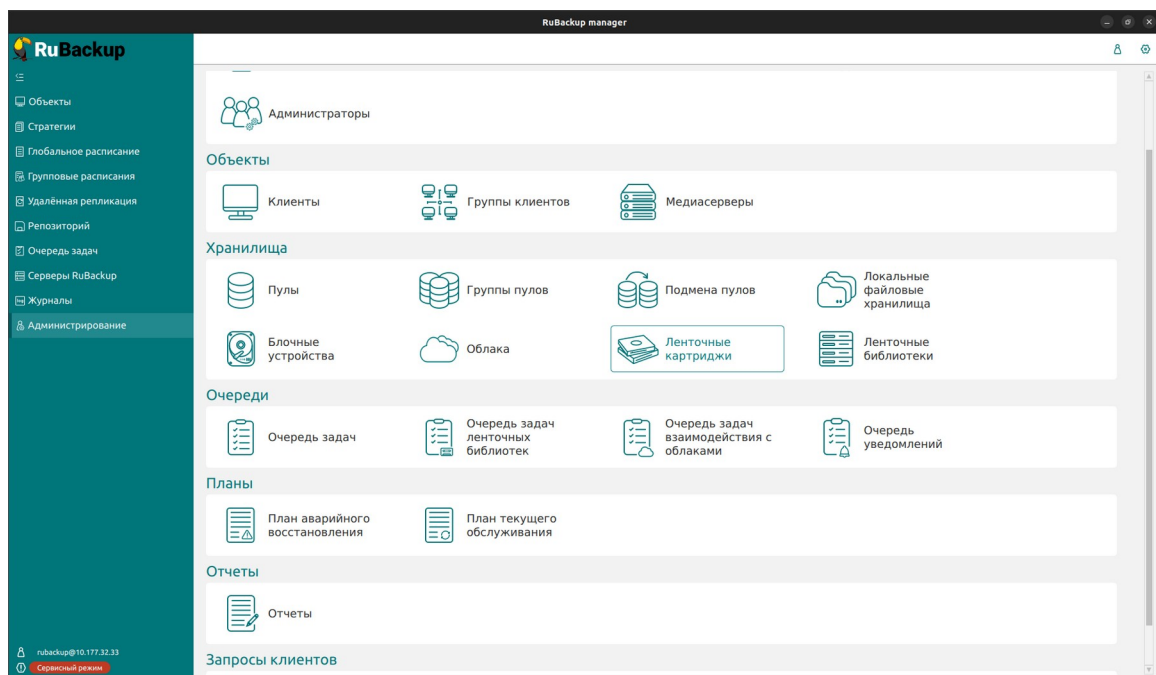 RuBackup manager
RuBackup
Объекты
Стратегии
Глобальное расписание
Групповые расписания
Удалённая репликация
Репозиторий
Очередь задач
Серверы RuBackup
Журналы
Администрирование
rubackup@10.177.32.33
Сервисный режим
Администраторы
Объекты
Клиенты
Группы клиентов
Медиасерверы
Хранилища
Пулы
Группы пулов
Подмена пулов
Локальные
файловые
хранилища
Блочные
устройства
Облака
Ленточные
картриджи
Ленточные
библиотеки
Очереди
Очередь задач
Очередь задач
ленточных
библиотек
Очередь задач
взаимодействия с
облаками
Очередь
уведомлений
Планы
План аварийного
восстановления
План текущего
обслуживания
Отчеты
Отчеты
Запросы клиентов